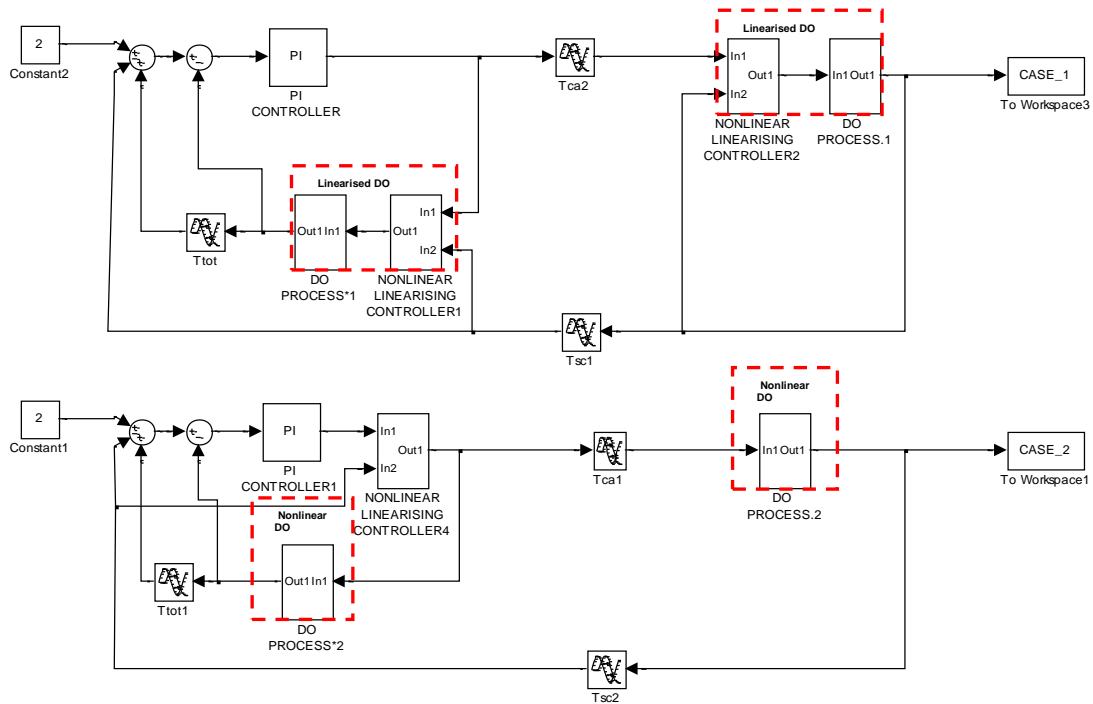 2
Constant2
PI
PI
CONTROLLER
Tca2
Linearised DO
In1
In2
Out1
NONLINEAR
LINEARISING
CONTROLLER2
In1 Out1
DO
PROCESS.1
CASE_1
To Workspace3
Linearised DO
Ttot
Out1 In1
DO
PROCESS*1
In1
Out1
In2
NONLINEAR
LINEARISING
CONTROLLER1
Tsc1
2
Constant1
PI
PI
CONTROLLER1
In1
In2
Out1
NONLINEAR
LINEARISING
CONTROLLER4
Tca1
Nonlinear
DO
In1 Out1
DO
PROCESS.2
CASE_2
To Workspace1
Nonlinear
DO
Ttot1
Out1 In1
DO
PROCESS*2
Tsc2